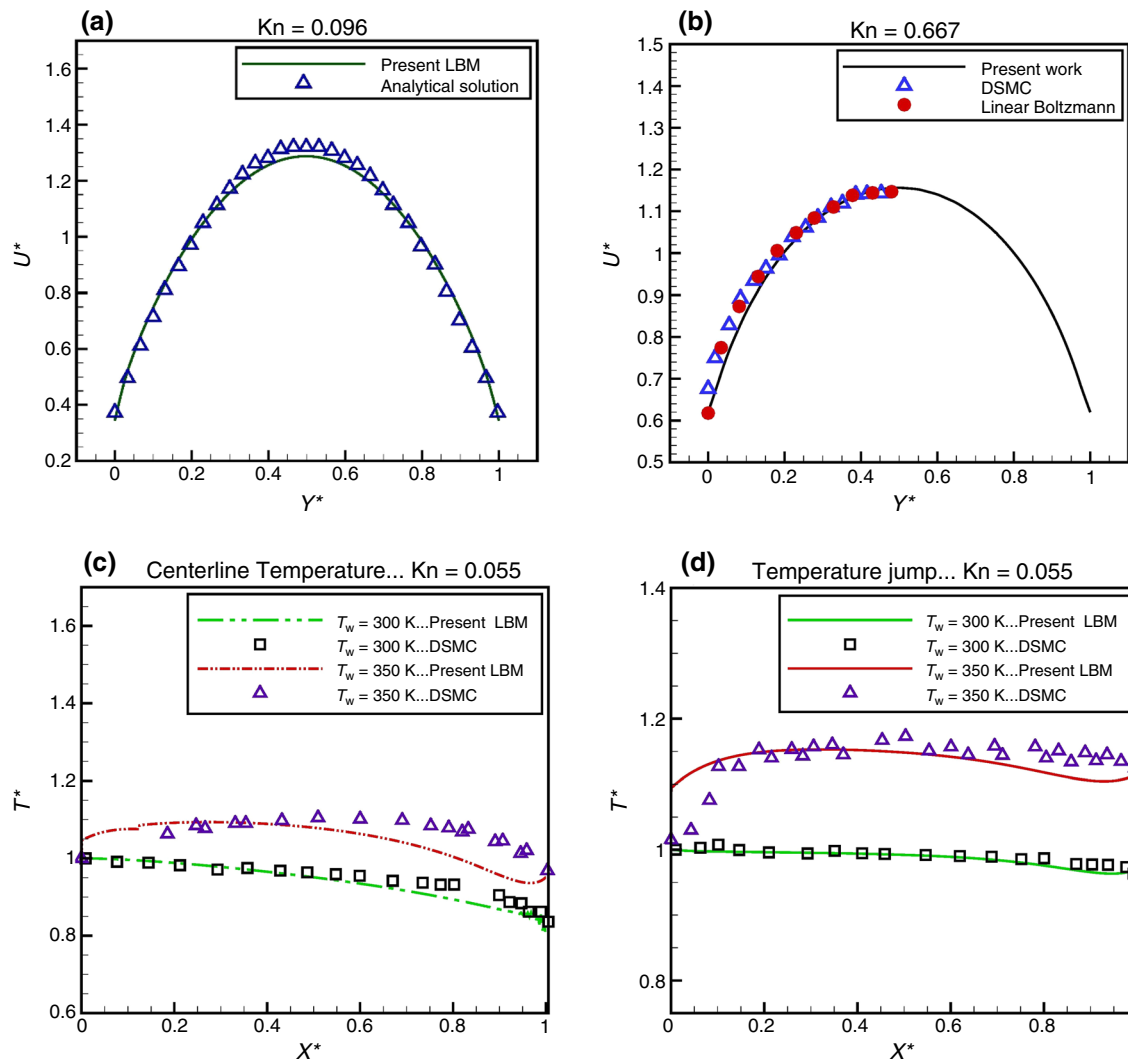 (a)
Kn = 0.096
Present LBM
Analytical solution
1.6
1.4
1.2
1
0.8
0.6
0.4
0.2
U*
0
0.2
0.4
0.6
0.8
1
Y*
(b)
Kn = 0.667
Present work
DSMC
Linear Boltzmann
1.5
1.4
1.3
1.2
1.1
1
0.9
0.8
0.7
0.6
0.5
U*
0
0.2
0.4
0.6
0.8
1
Y*
(c)
Centerline Temperature... Kn = 0.055
Tw = 300 K...Present LBM
Tw = 300 K...DSMC
Tw = 350 K...Present LBM
Tw = 350 K...DSMC
1.6
1.4
1.2
1
0.8
0.6
T*
0
0.2
0.4
0.6
0.8
1
X*
(d)
Temperature jump... Kn = 0.055
Tw = 300 K...Present LBM
Tw = 300 K...DSMC
Tw = 350 K...Present LBM
Tw = 350 K...DSMC
1.4
1.2
1
0.8
T*
0
0.2
0.4
0.6
0.8
X*